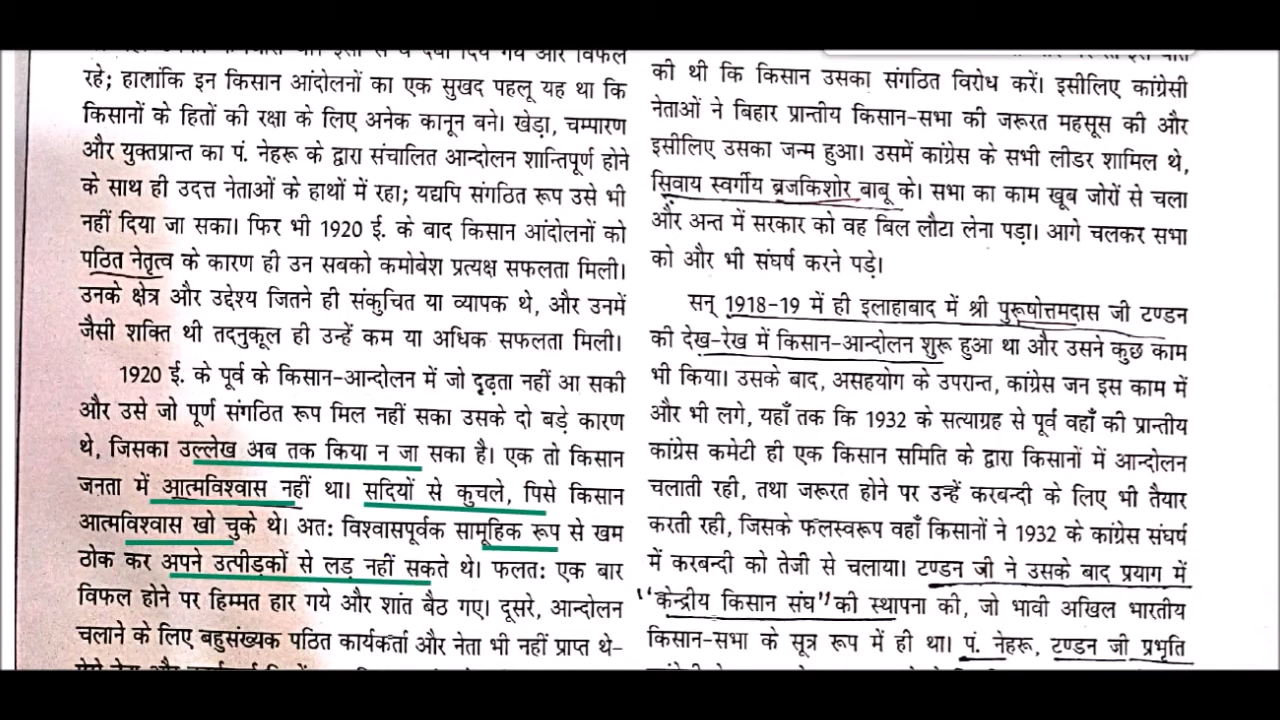 दिये गये और विफल
रहे; हालांकि इन किसान आंदोलनों का एक सुखद पहलू यह था कि
किसानों के हितों की रक्षा के लिए अनेक कानून बने। खेड़ा, चम्पारण
और युक्तप्रान्त का पं. नेहरू के द्वारा संचालित आन्दोलन शान्तिपूर्ण होने
के साथ ही उदत्त नेताओं के हाथों में रहा; यद्यपि संगठित रूप उसे भी
नहीं दिया जा सका। फिर भी 1920 ई. के बाद किसान आंदोलनों को
पठित नेतृत्व के कारण ही उन सबको कमोबेश प्रत्यक्ष सफलता मिली।
उनके क्षेत्र और उद्देश्य जितने ही संकुचित या व्यापक थे, और उनमें
जैसी शक्ति थी तदनुकूल ही उन्हें कम या अधिक सफलता मिली।
1920 ई. के पूर्व के किसान-आन्दोलन में जो दृढ़ता नहीं आ सकी
और उसे जो पूर्ण संगठित रूप मिल नहीं सका उसके दो बड़े कारण
थे, जिसका उल्लेख अब तक किया न जा सका है। एक तो किसान
जनता में आत्मविश्वास नहीं था। सदियों से कुचले, पिसे किसान
आत्मविश्वास खो चुके थे। अतः विश्वासपूर्वक सामूहिक रूप से खम
ठोक कर अपने उत्पीड़कों से लड़ नहीं सकते थे। फलतः एक बार
विफल होने पर हिम्मत हार गये और शांत बैठ गए। दूसरे, आन्दोलन
चलाने के लिए बहुसंख्यक पठित कार्यकर्ता और नेता भी नहीं प्राप्त थे-
की थी कि किसान उसका संगठित विरोध करें। इसीलिए कांग्रेसी
नेताओं ने बिहार प्रान्तीय किसान-सभा की जरूरत महसूस की और
इसीलिए उसका जन्म हुआ। उसमें कांग्रेस के सभी लीडर शामिल थे,
सिवाय स्वर्गीय ब्रजकिशोर बाबू के। सभा का काम खूब जोरों से चला
और अन्त में सरकार को वह बिल लौटा लेना पड़ा। आगे चलकर सभा
को और भी संघर्ष करने पड़े।
सन् 1918-19 में ही इलाहाबाद में श्री पुरूषोत्तमदास जी टण्डन
की देख-रेख में किसान-आन्दोलन शुरू हुआ था और उसने कुछ काम
भी किया। उसके बाद, असहयोग के उपरान्त, कांग्रेस जन इस काम में
और भी लगे, यहाँ तक कि 1932 के सत्याग्रह से पूर्व वहाँ की प्रान्तीय
कांग्रेस कमेटी ही एक किसान समिति के द्वारा किसानों में आन्दोलन
चलाती रही, तथा जरूरत होने पर उन्हें करबन्दी के लिए भी तैयार
करती रही, जिसके फलस्वरूप वहाँ किसानों ने 1932 के कांग्रेस संघर्ष
में करबन्दी को तेजी से चलाया। टण्डन जी ने उसके बाद प्रयाग में
"केन्द्रीय किसान संघ" की स्थापना की, जो भावी अखिल भारतीय
किसान-सभा के सूत्र रूप में ही था। पं. नेहरू, टण्डन जी प्रभृति